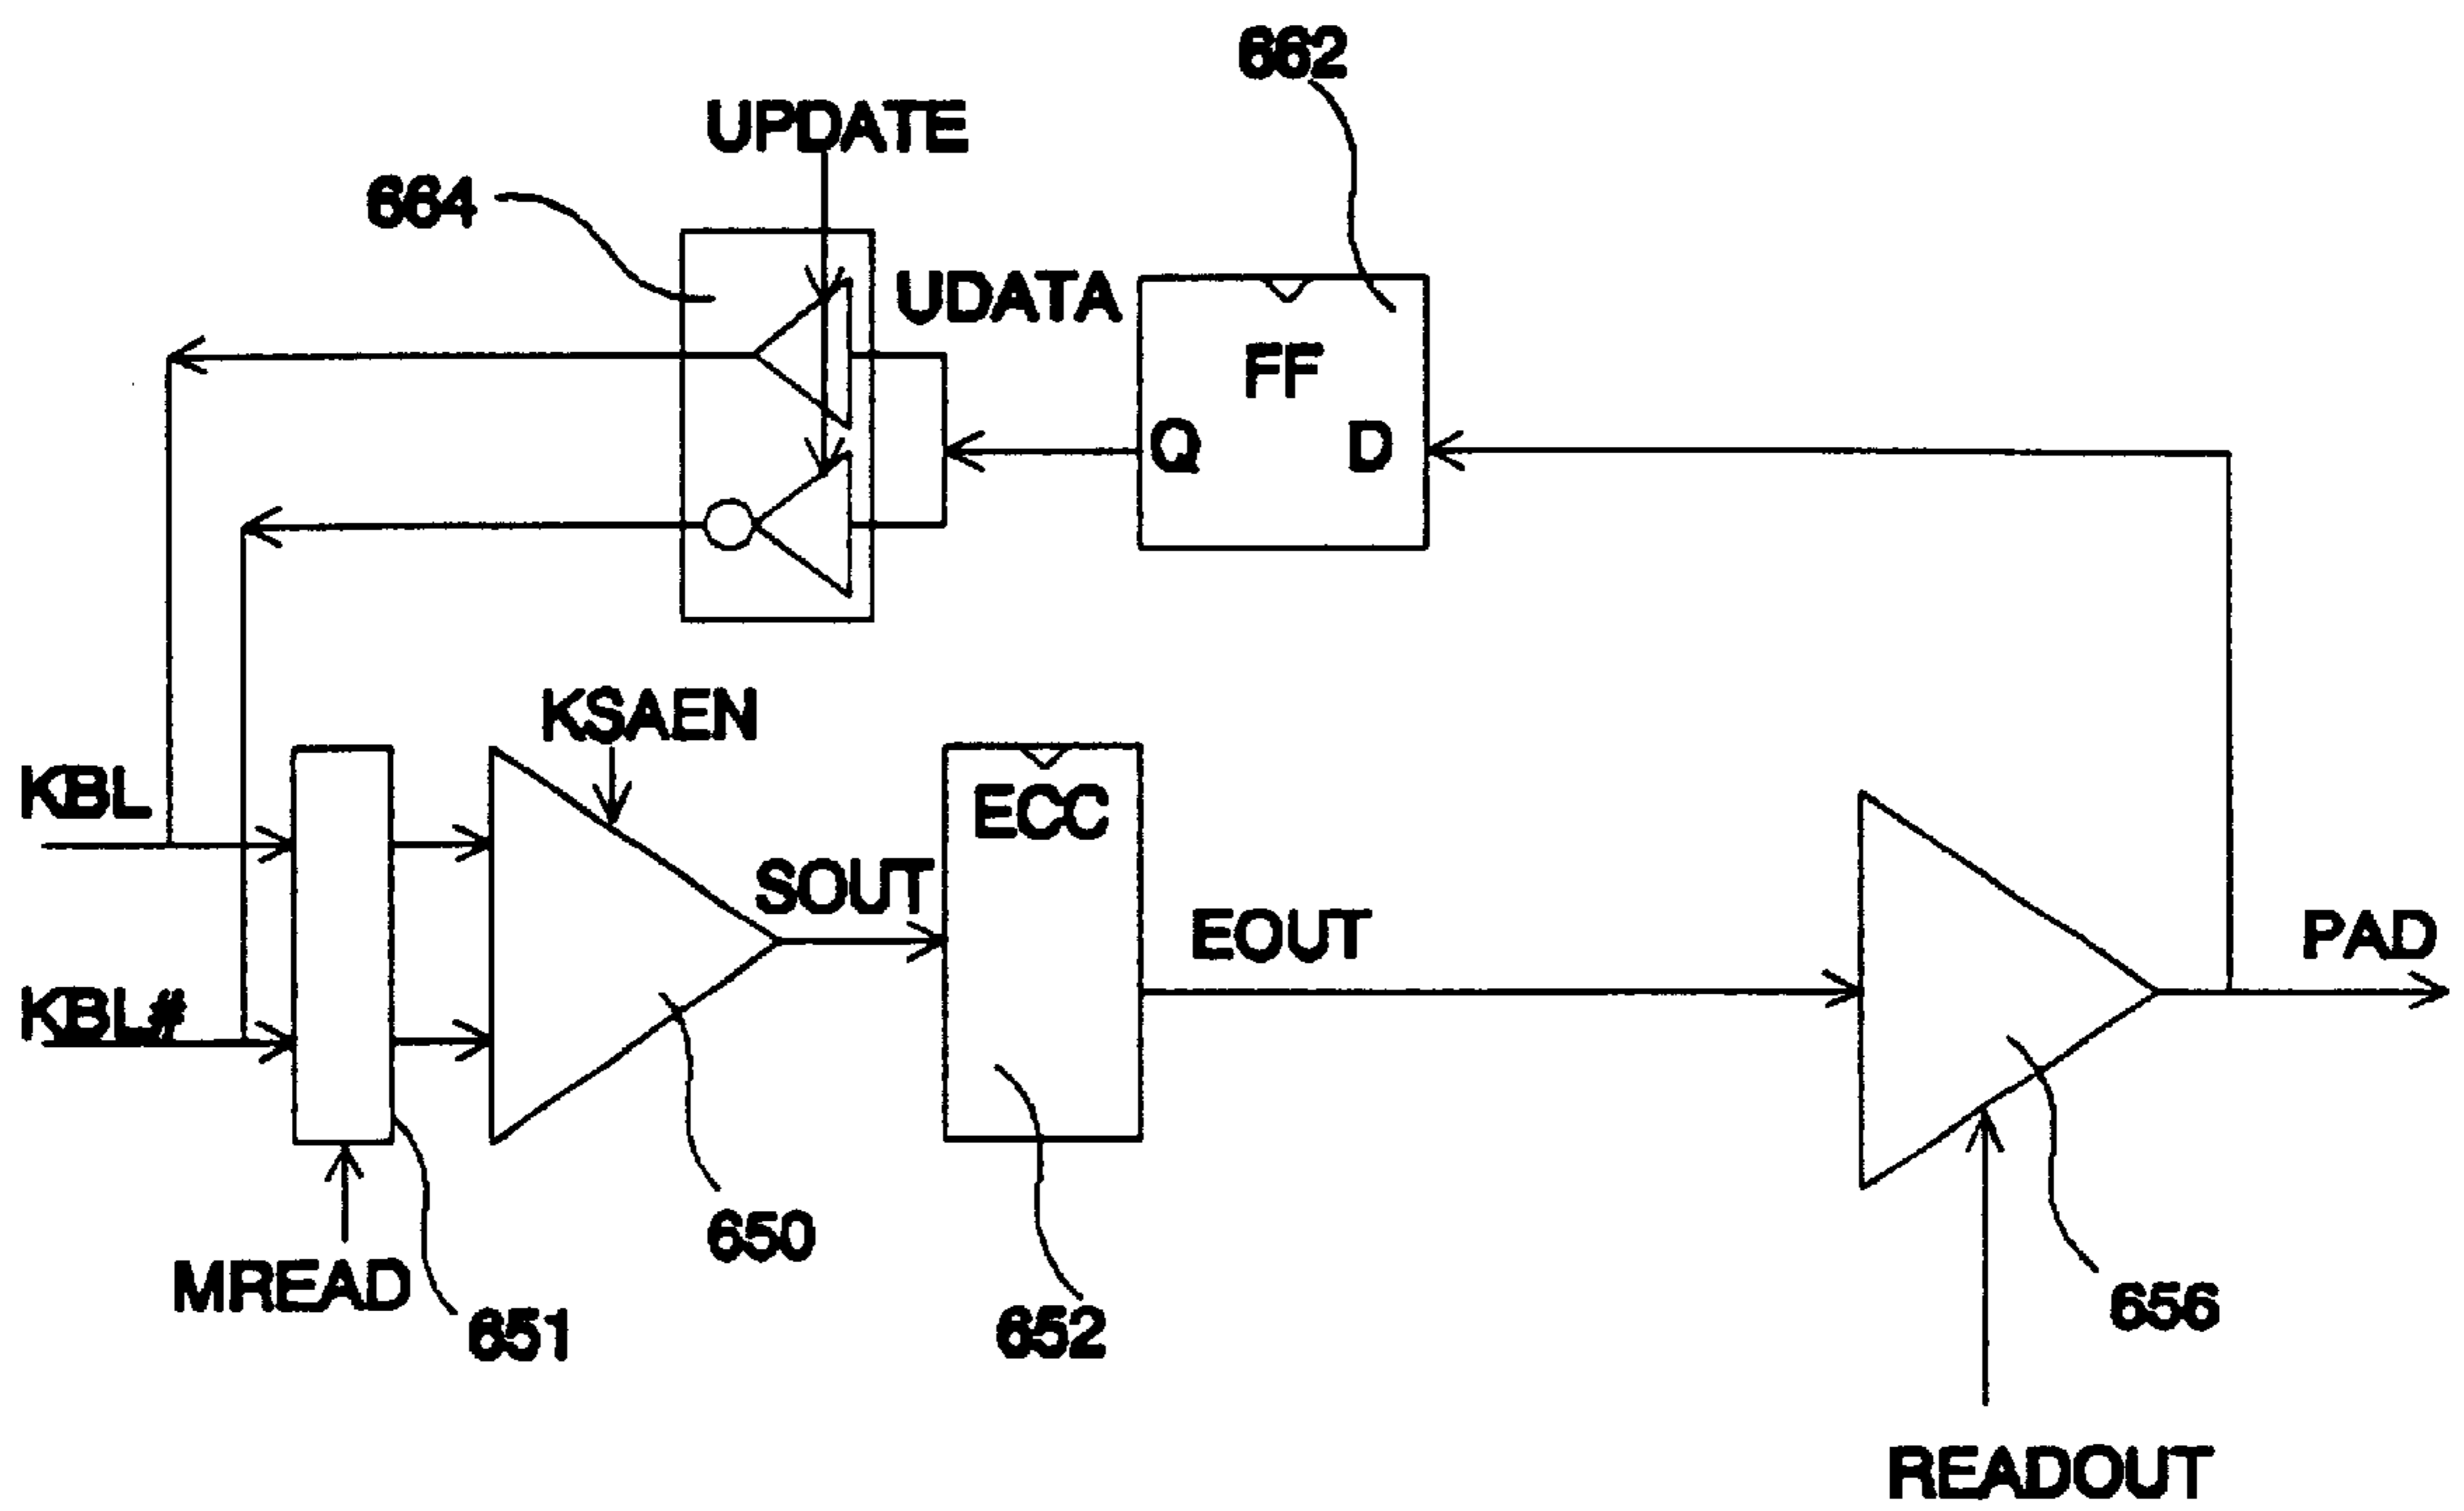 662
UPDATE
664
UDATA
FF
Q D
KSAEN
KBL
ECC
SOUT
EOUT
PAD
KBL#
650
MREAD
651
652
656
READOUT